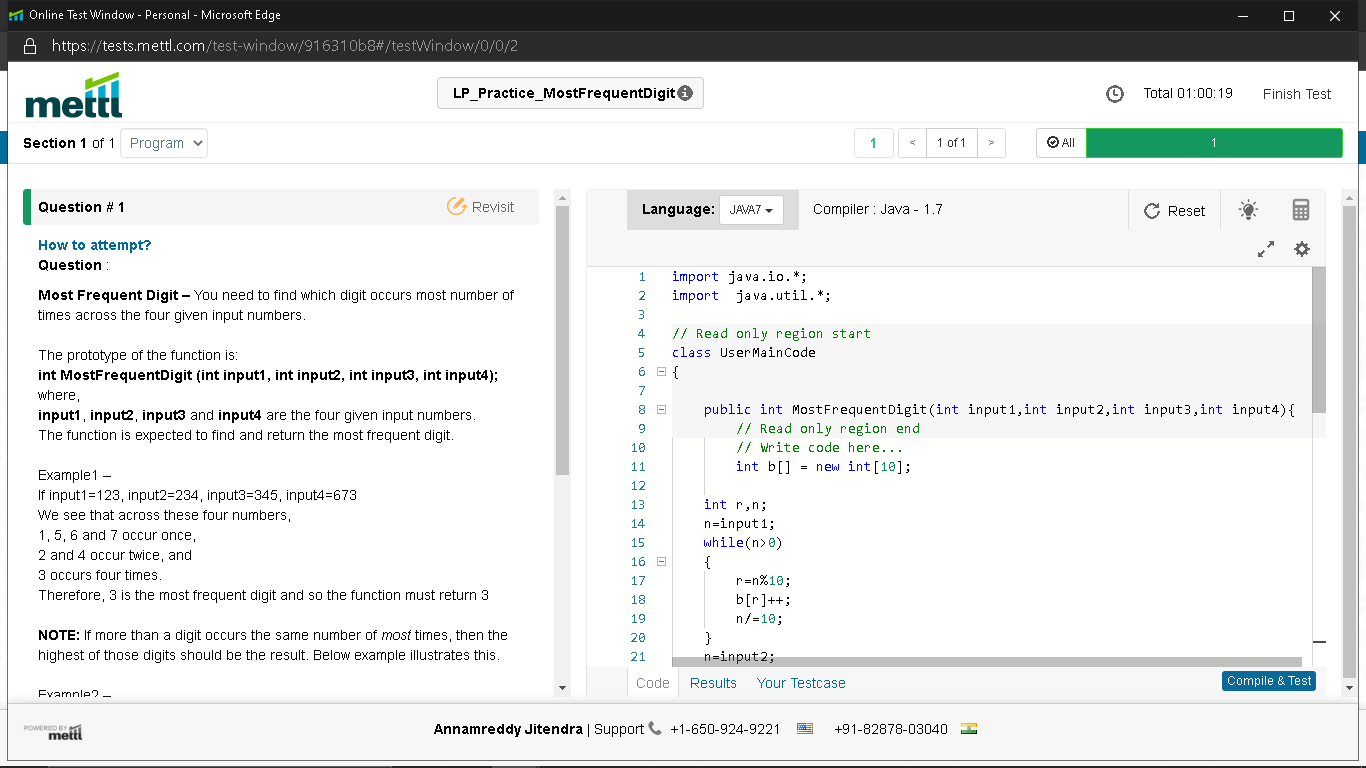 Online Test Window - Personal - Microsoft Edge
https://tests.mettl.com/test-window/916310b8#/testWindow/0/0/2
mettl
LP_Practice_MostFrequentDigit
Total 01:00:19
Finish Test
Section 1 of 1 Program
1 < 1 of 1 > All 1
Question # 1
Revisit
How to attempt?
Question :
Most Frequent Digit – You need to find which digit occurs most number of
times across the four given input numbers.
The prototype of the function is:
int MostFrequentDigit (int input1, int input2, int input3, int input4);
where,
input1, input2, input3 and input4 are the four given input numbers.
The function is expected to find and return the most frequent digit.
Example1 –
If input1=123, input2=234, input3=345, input4=673
We see that across these four numbers,
1, 5, 6 and 7 occur once,
2 and 4 occur twice, and
3 occurs four times.
Therefore, 3 is the most frequent digit and so the function must return 3
NOTE: If more than a digit occurs the same number of most times, then the
highest of those digits should be the result. Below example illustrates this.
Example2 –
Language: JAVA7 Compiler : Java - 1.7 Reset
1 import java.io.*;
2 import  java.util.*;
3
4 // Read only region start
5 class UserMainCode
6 {
7
8     public int MostFrequentDigit(int input1,int input2,int input3,int input4){
9         // Read only region end
10         // Write code here...
11         int b[] = new int[10];
12
13     int r,n;
14     n=input1;
15     while(n>0)
16     {
17         r=n%10;
18         b[r]++;
19         n/=10;
20     }
21     n=input2;
Code Results Your Testcase Compile & Test
POWERED BY mettl
Annamreddy Jitendra | Support +1-650-924-9221 +91-82878-03040